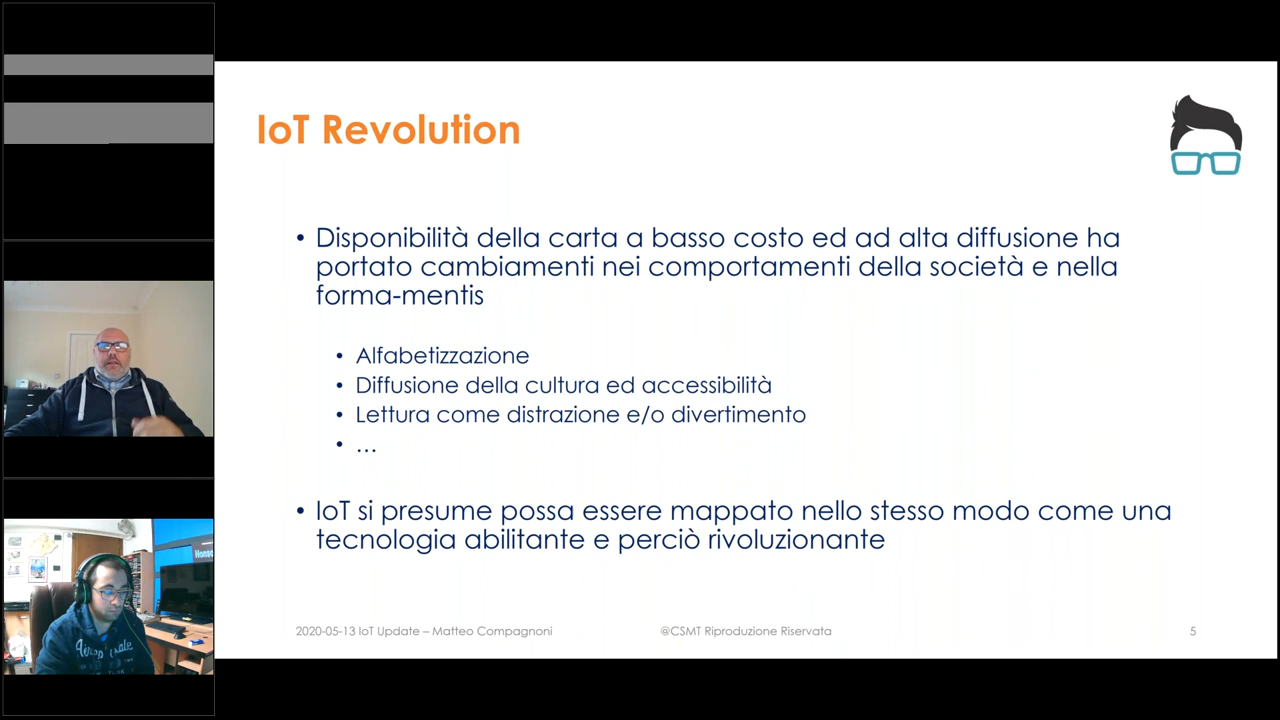 IoT Revolution
• Disponibilità della carta a basso costo ed ad alta diffusione ha
portato cambiamenti nei comportamenti della società e nella
forma-mentis
• Alfabetizzazione
• Diffusione della cultura ed accessibilità
• Lettura come distrazione e/o divertimento
• ...
• IoT si presume possa essere mappato nello stesso modo come una
tecnologia abilitante e perciò rivoluzionante
2020-05-13 IoT Update – Matteo Compagnoni
@CSMT Riproduzione Riservata
5